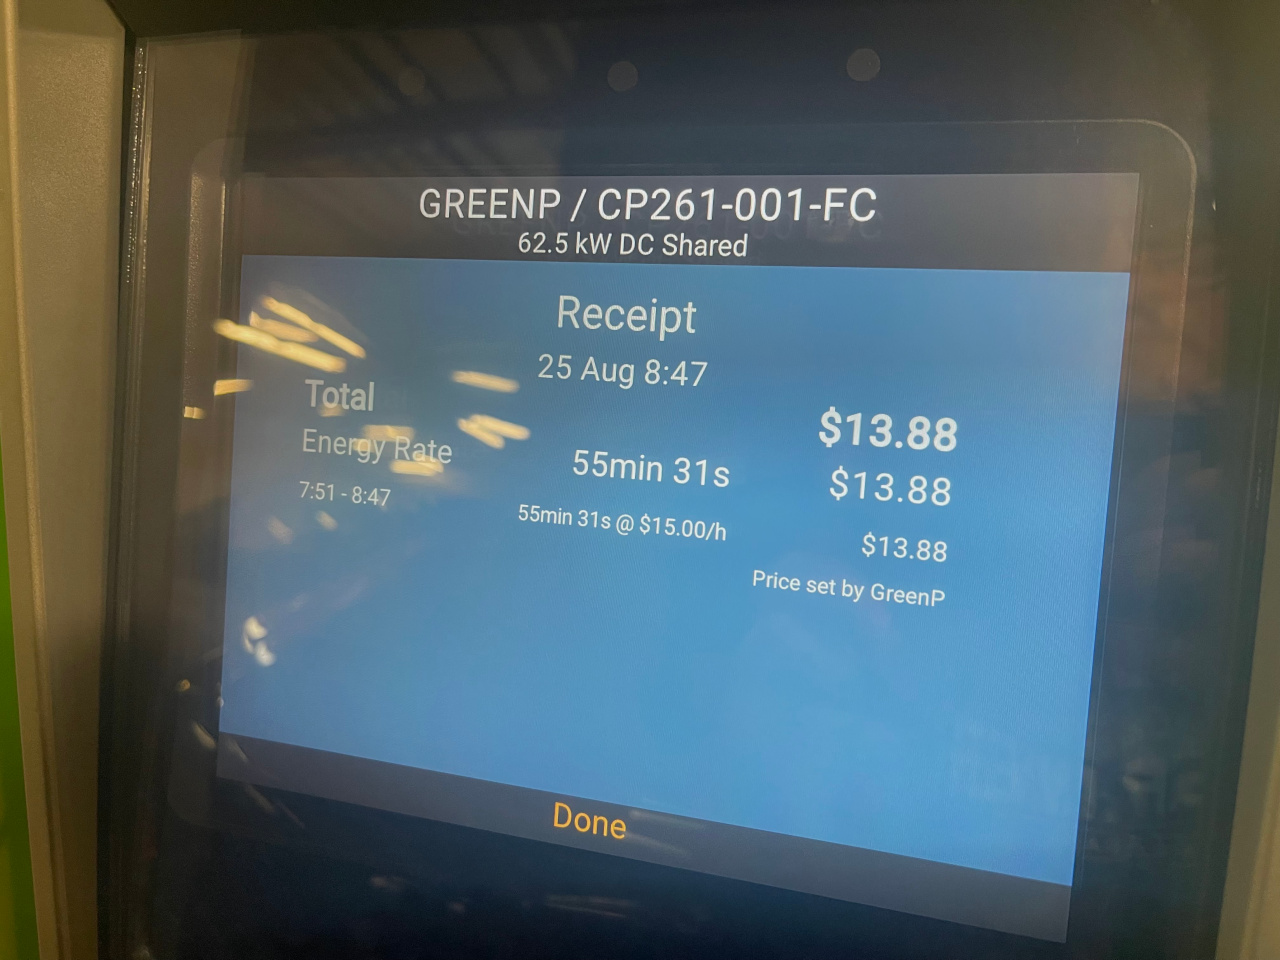 GREENP / CP261-001-FC
62.5 kW DC Shared
Receipt
25 Aug 8:47
Total $13.88
Energy Rate 55min 31s $13.88
7:51 - 8:47 55min 31s @ $15.00/h $13.88
Price set by GreenP
Done